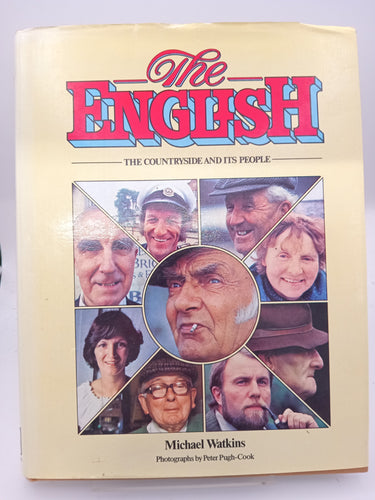 The
ENGLISH
THE COUNTRYSIDE AND ITS PEOPLE
Michael Watkins
Photographs by Peter Pugh-Cook